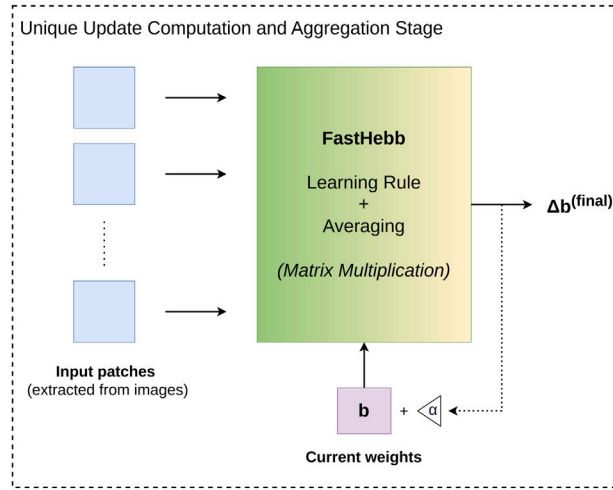 Unique Update Computation and Aggregation Stage
FastHebb
Learning Rule
+
Averaging
(Matrix Multiplication)
Δb(final)
Input patches
(extracted from images)
b + α
Current weights